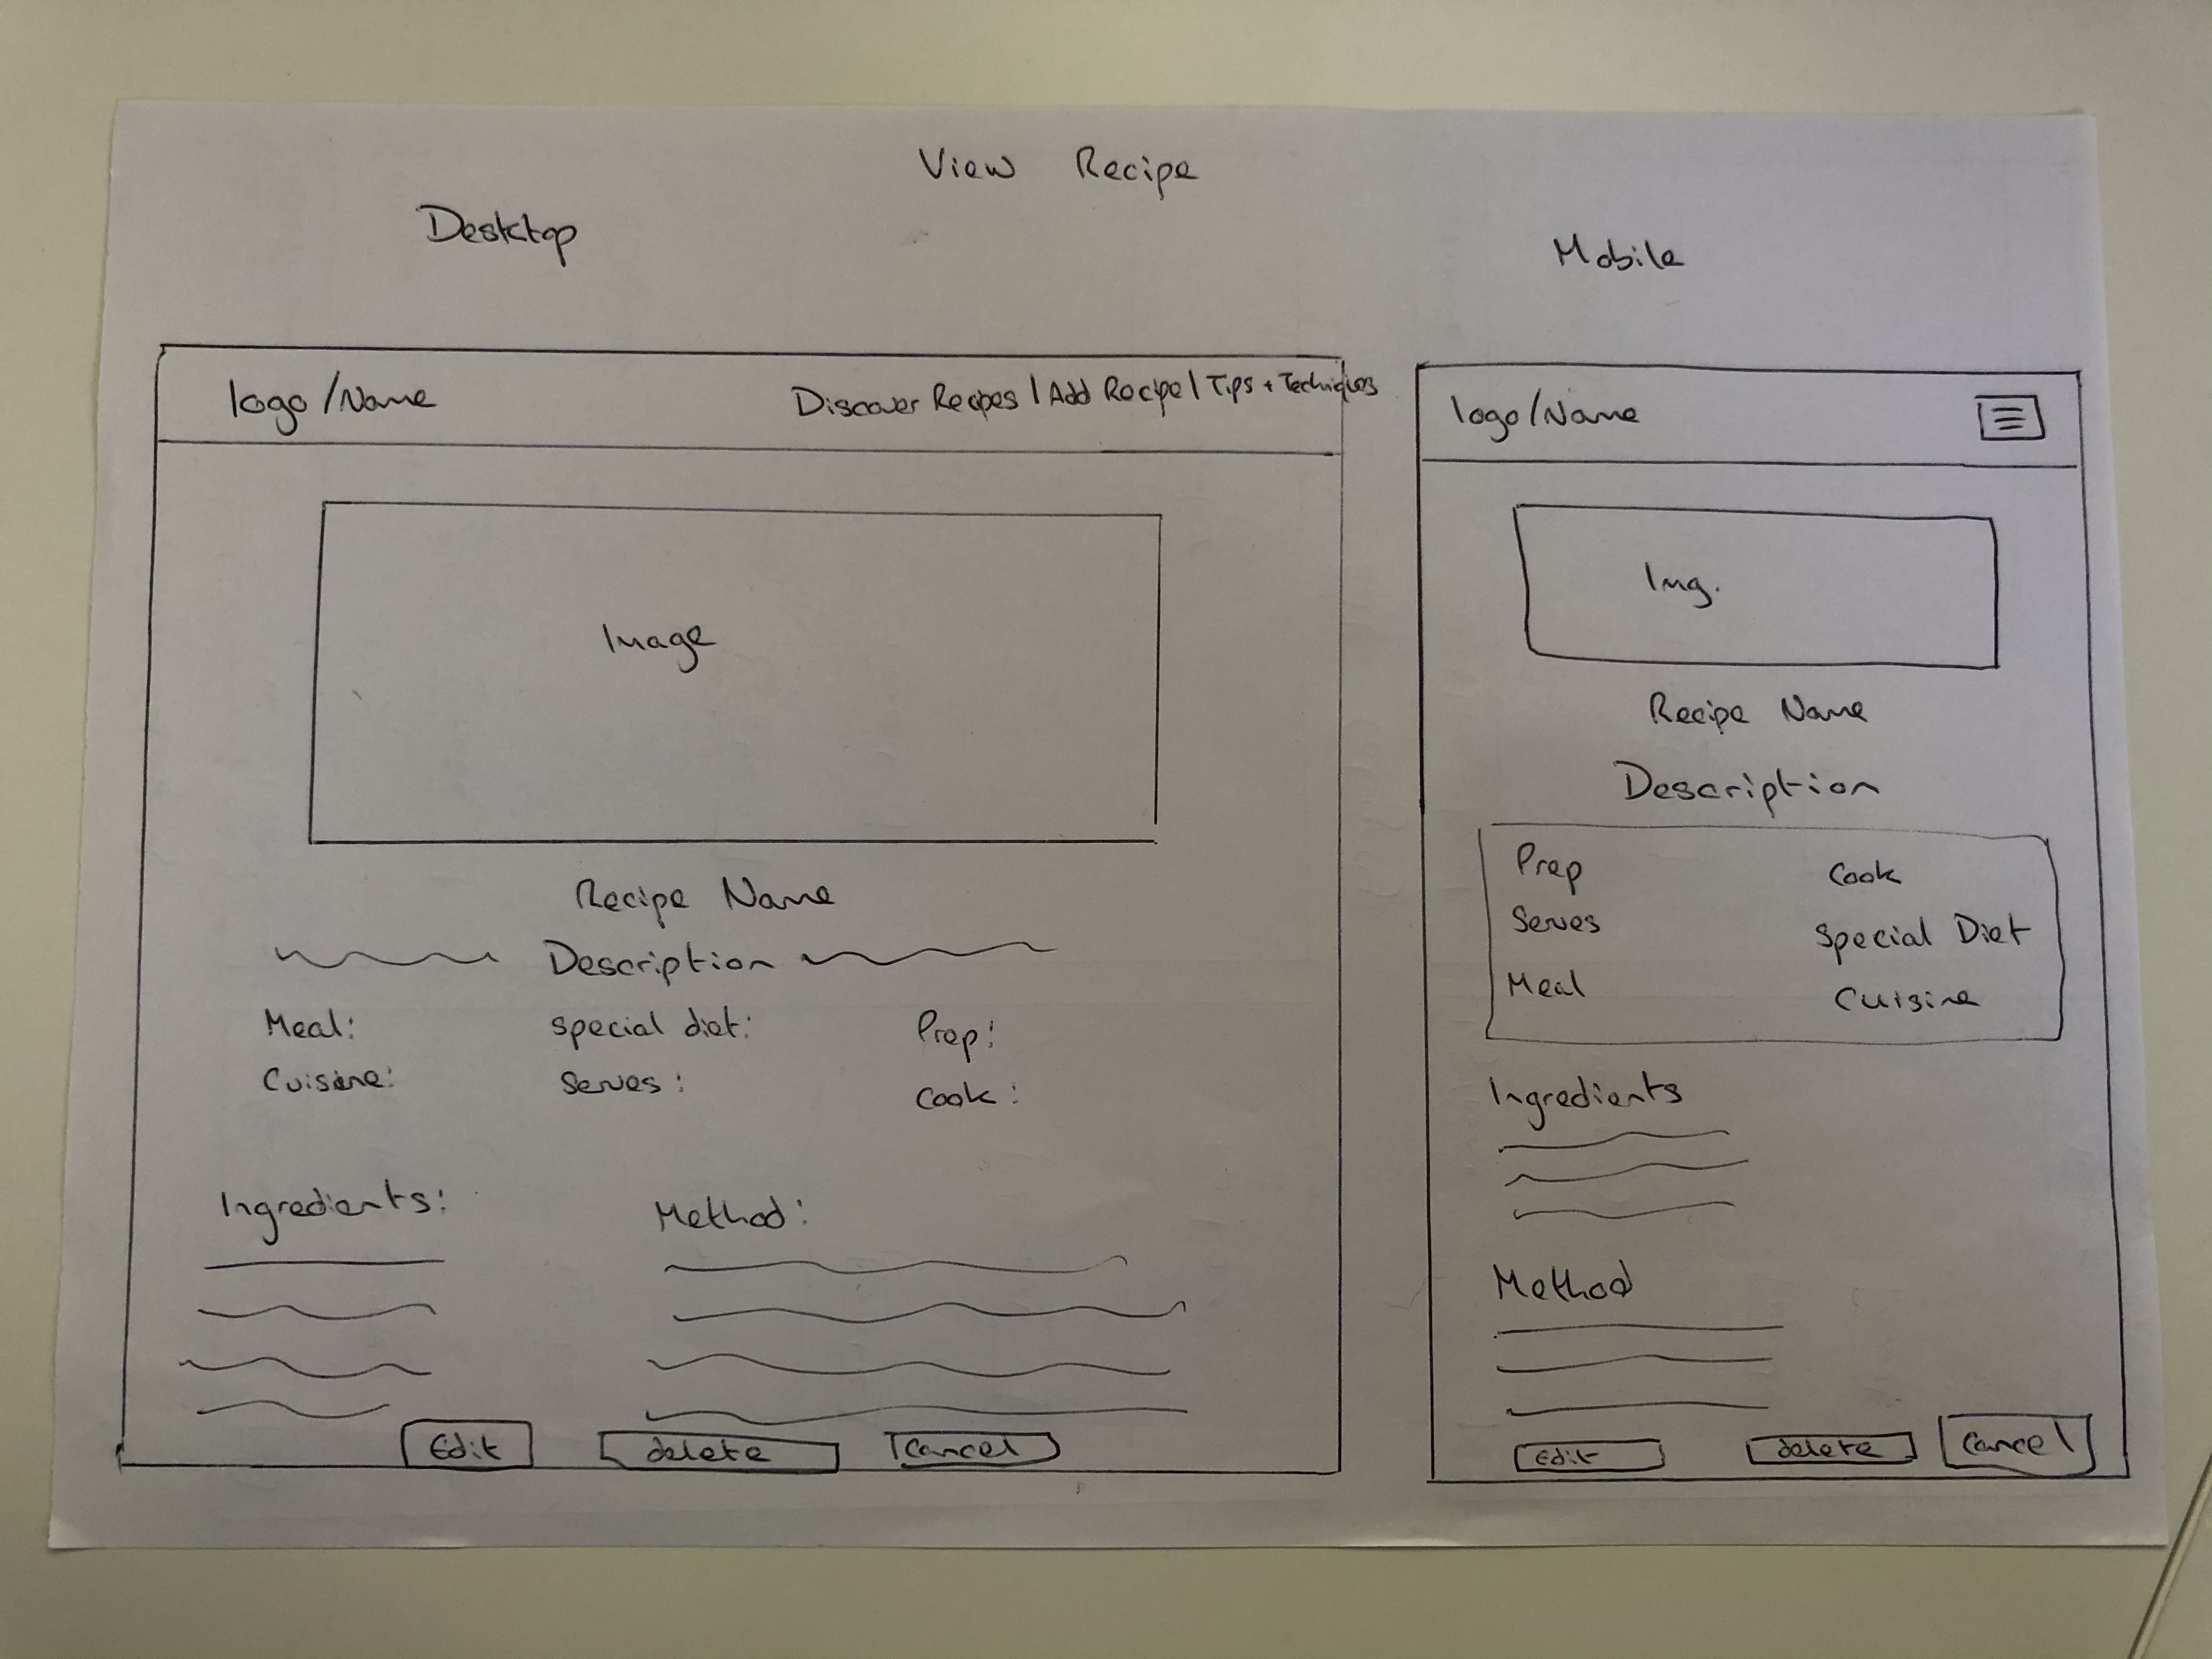 View Recipe
Desktop
Mobile
logo/Name
Discover Recipes | Add Recipe | Tips + Techniques
Image
Recipe Name
Description
Meal:
special diet:
Prep:
Cuisine:
Serves:
Cook:
Ingredients:
Method:
Edit
delete
Cancel
logo/Name
Img.
Recipe Name
Description
Prep
Cook
Serves
Special Diet
Meal
Cuisine
Ingredients
Method
Edit
delete
Cancel